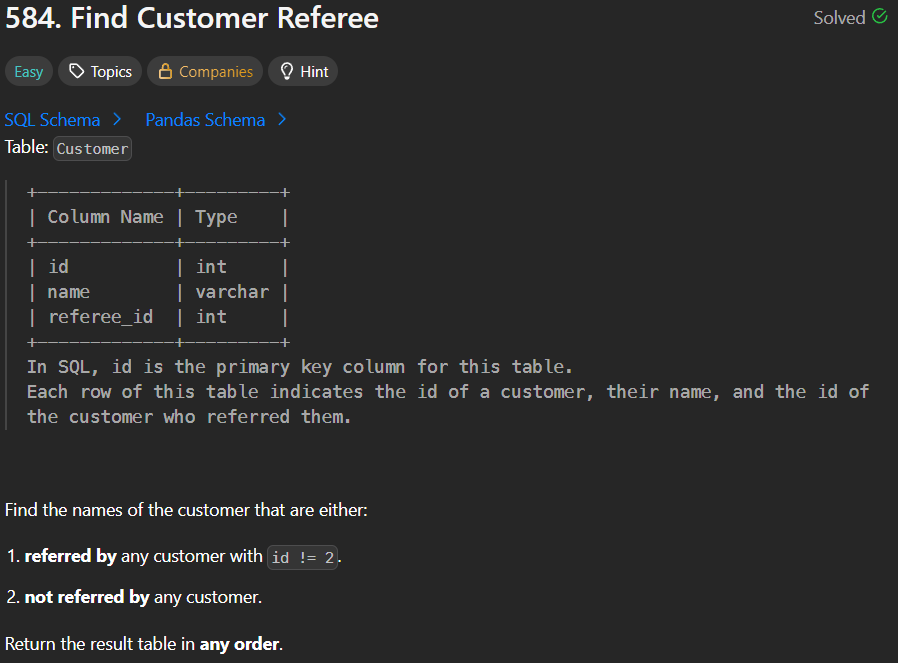 584. Find Customer Referee
Solved
Easy Topics Companies Hint
SQL Schema > Pandas Schema >
Table: Customer
+-------------+---------+
| Column Name | Type    |
+-------------+---------+
| id          | int     |
| name        | varchar |
| referee_id  | int     |
+-------------+---------+
In SQL, id is the primary key column for this table.
Each row of this table indicates the id of a customer, their name, and the id of
the customer who referred them.
Find the names of the customer that are either:
1. referred by any customer with id != 2.
2. not referred by any customer.
Return the result table in any order.